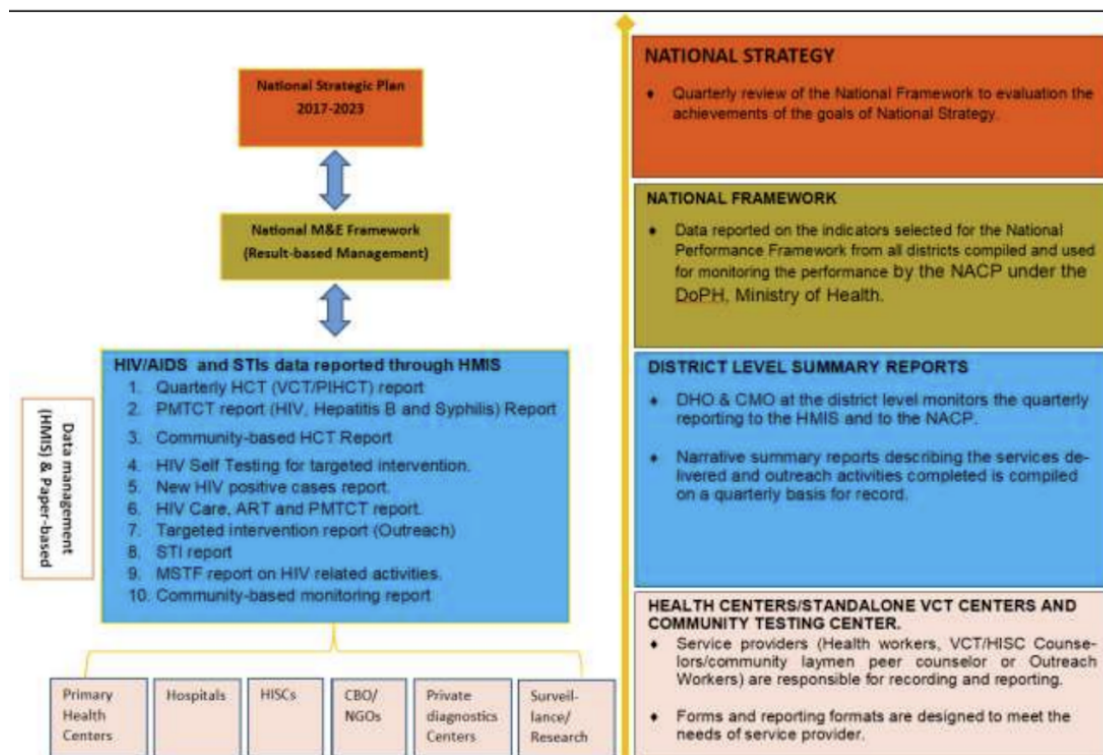 National Strategic Plan
2017-2023
National M&E Framework
(Result-based Management)
Data management
(HMIS) & Paper-based
HIV/AIDS and STIs data reported through HMIS
1. Quarterly HCT (VCT/PIHCT) report
2. PMTCT report (HIV, Hepatitis B and Syphilis) Report
3. Community-based HCT Report
4. HIV Self Testing for targeted intervention.
5. New HIV positive cases report.
6. HIV Care, ART and PMTCT report.
7. Targeted intervention report (Outreach)
8. STI report
9. MSTF report on HIV related activities.
10. Community-based monitoring report
Primary
Health
Centers
Hospitals
HISCs
CBO/
NGOs
Private
diagnostics
Centers
Surveil-
lance/
Research
NATIONAL STRATEGY
♦ Quarterly review of the National Framework to evaluation the
achievements of the goals of National Strategy.
NATIONAL FRAMEWORK
♦ Data reported on the indicators selected for the National
Performance Framework from all districts compiled and used
for monitoring the performance by the NACP under the
DoPH, Ministry of Health.
DISTRICT LEVEL SUMMARY REPORTS
♦ DHO & CMO at the district level monitors the quarterly
reporting to the HMIS and to the NACP.
♦ Narrative summary reports describing the services de-
livered and outreach activities completed is compiled
on a quarterly basis for record.
HEALTH CENTERS/STANDALONE VCT CENTERS AND
COMMUNITY TESTING CENTER.
♦ Service providers (Health workers, VCT/HISC Counse-
lors/community laymen peer counselor or Outreach
Workers) are responsible for recording and reporting.
♦ Forms and reporting formats are designed to meet the
needs of service provider.